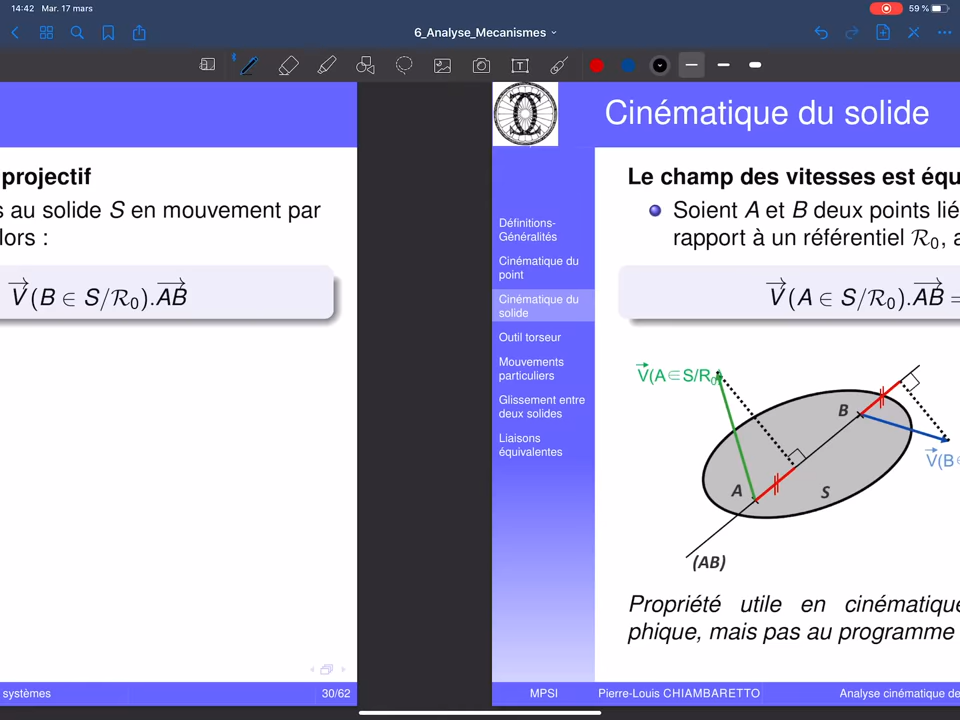 14:42 Mar. 17 mars
59 %
6_Analyse_Mecanismes
projectif
s au solide S en mouvement par
lors :
V(B ∈ S/R₀).AB
systèmes
30/62
Cinématique du solide
Définitions-
Généralités
Cinématique du
point
Cinématique du
solide
Outil torseur
Mouvements
particuliers
Glissement entre
deux solides
Liaisons
équivalentes
Le champ des vitesses est équ
Soient A et B deux points lié
rapport à un référentiel R₀, a
V(A ∈ S/R₀).AB =
V(A∈S/R₀)
B
V(B∈
A
S
(AB)
Propriété utile en cinématique
phique, mais pas au programme
MPSI
Pierre-Louis CHIAMBARETTO
Analyse cinématique de